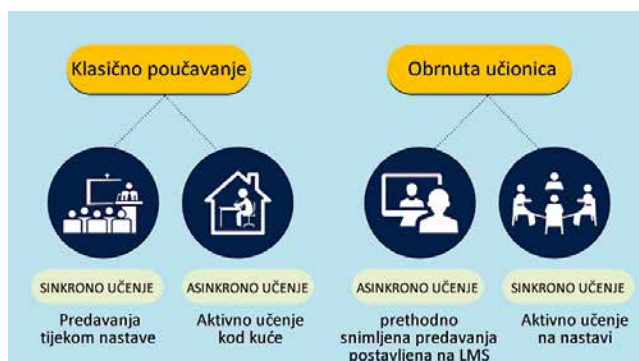 Klasično poučavanje
Obrnuta učionica
SINKRONO UČENJE
ASINKRONO UČENJE
ASINKRONO UČENJE
SINKRONO UČENJE
Predavanja
tijekom nastave
Aktivno učenje
kod kuće
prethodno
snimljena predavanja
postavljena na LMS
Aktivno učenje
na nastavi